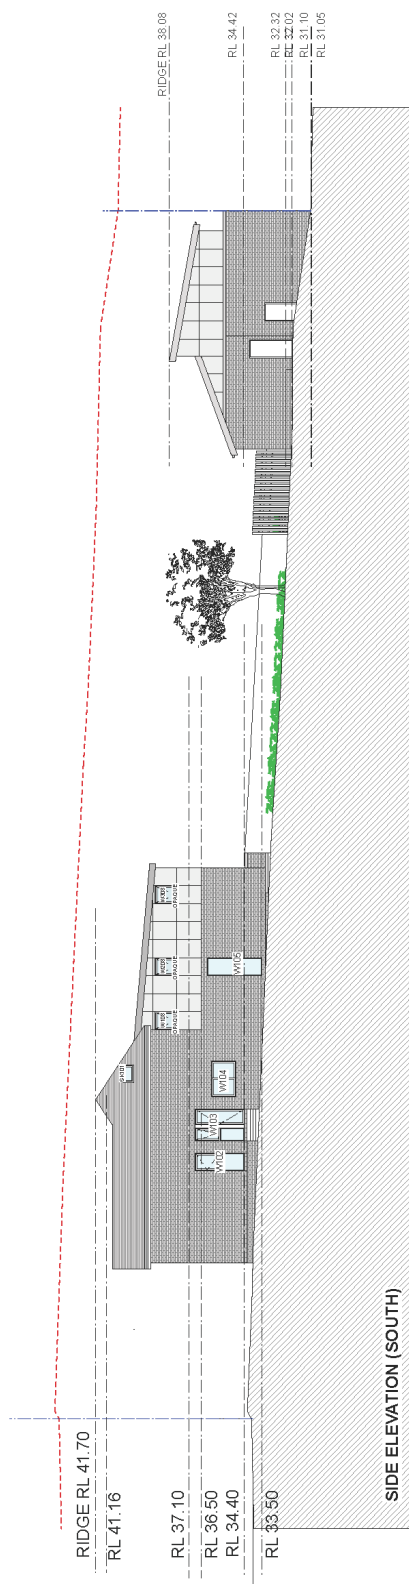 RIDGE RL 38.08
RL 34.42
RL 32.32
RL 32.02
RL 31.10
RL 31.05
OPAQUE
OPAQUE
OPAQUE
W105
W104
W103
W102
RIDGE RL 41.70
RL 41.16
RL 37.10
RL 36.50
RL 34.40
RL 33.50
SIDE ELEVATION (SOUTH)